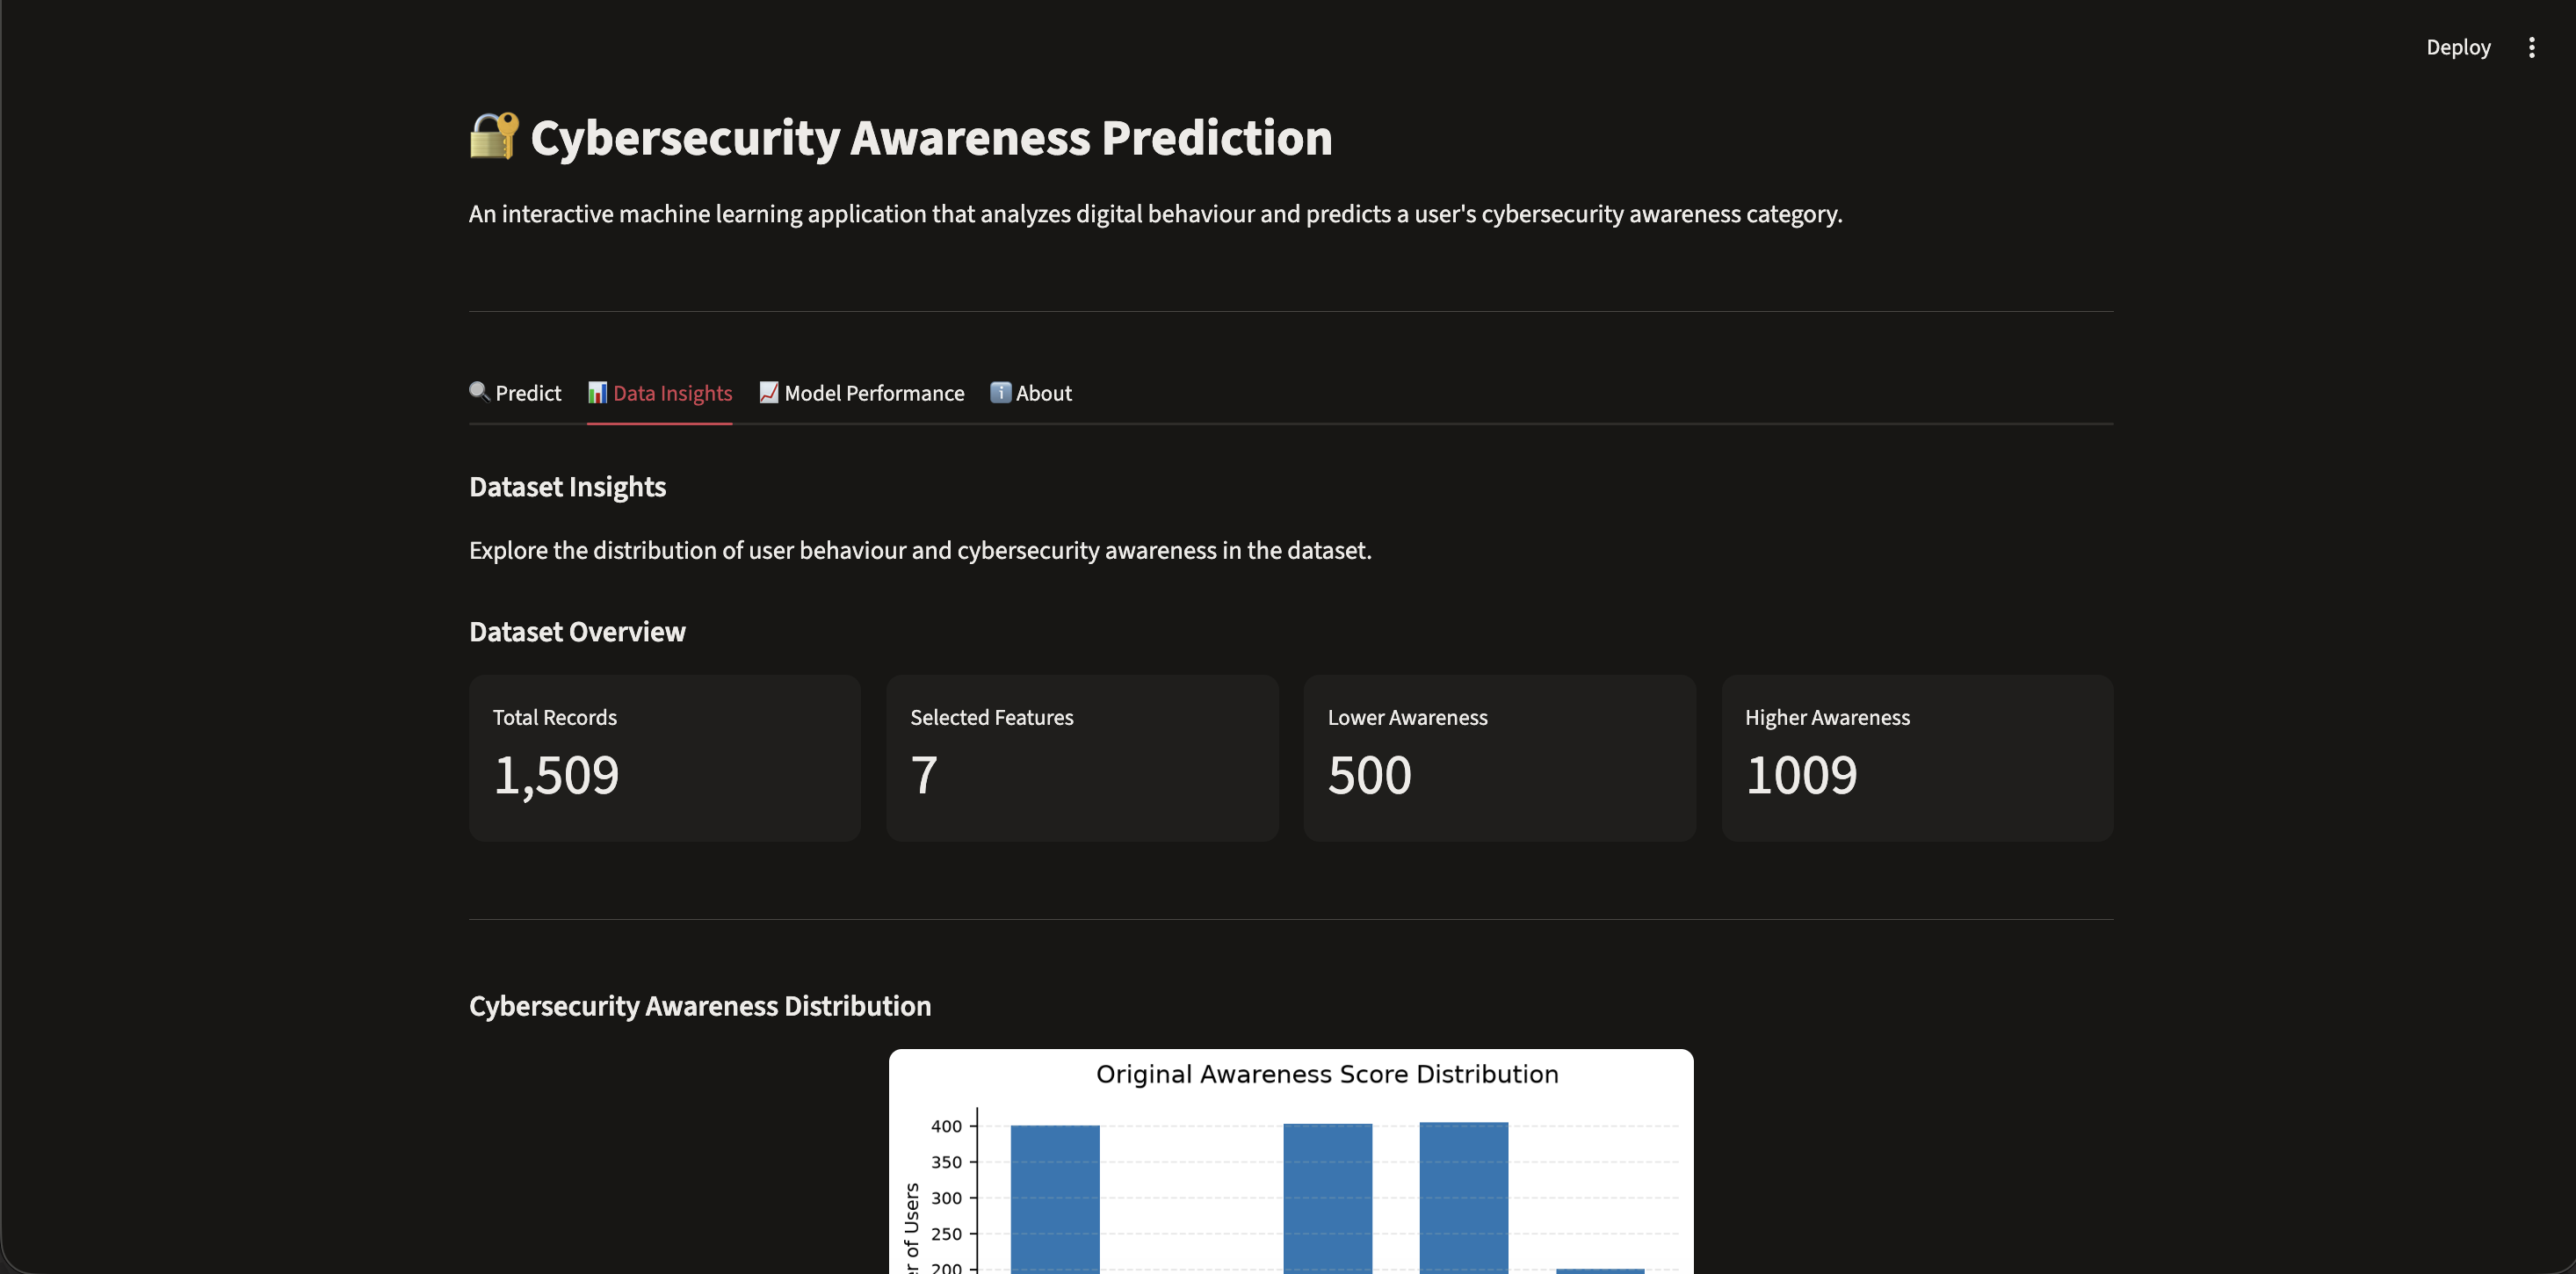 Deploy
Cybersecurity Awareness Prediction
An interactive machine learning application that analyzes digital behaviour and predicts a user's cybersecurity awareness category.
Predict
Data Insights
Model Performance
About
Dataset Insights
Explore the distribution of user behaviour and cybersecurity awareness in the dataset.
Dataset Overview
Total Records
1,509
Selected Features
7
Lower Awareness
500
Higher Awareness
1009
Cybersecurity Awareness Distribution
Original Awareness Score Distribution
400
350
300
250
200
of Users